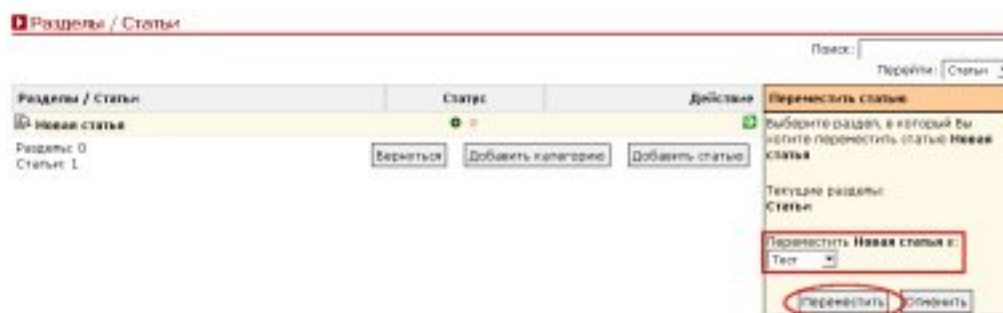 Разделы / Статьи
Поиск:
Перейти: Статьи
Разделы / Статьи Статус Действие Переместить статью
Новая статья
Разделы: 0
Статьи: 1
Вернуться Добавить категорию Добавить статью
Выберите раздел, в который Вы
хотите переместить статью Новая
статья
Текущие разделы:
Статьи
Переместить Новая статья в:
Тест
Переместить Отменить